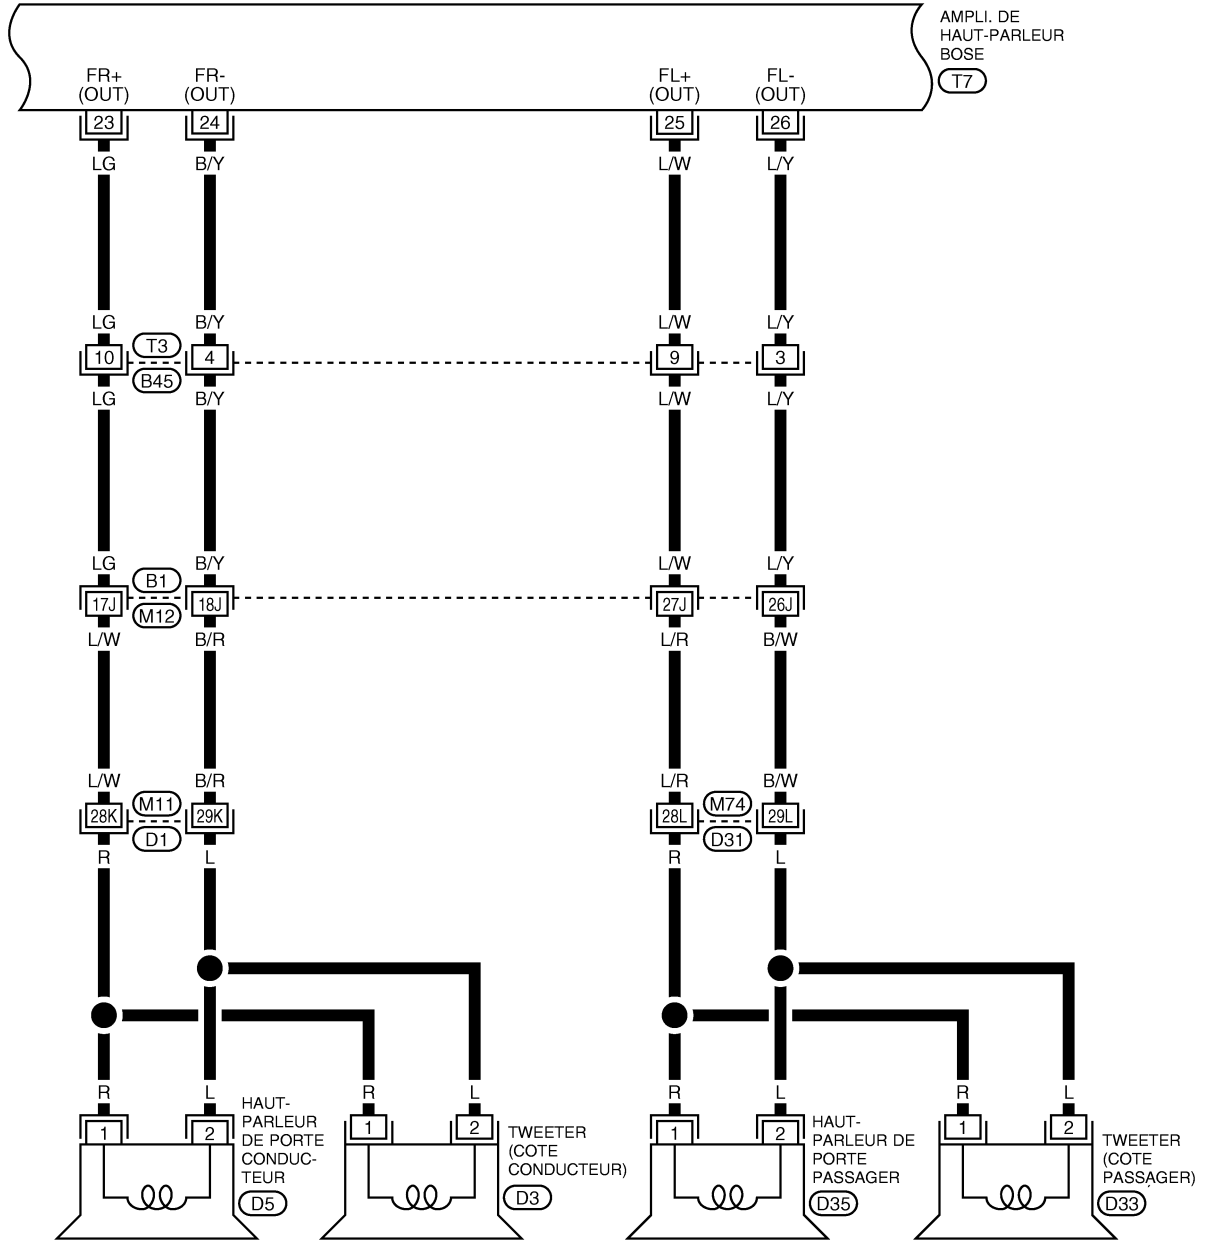 AMPLI. DE
HAUT-PARLEUR
BOSE
T7
FR+ FR- FL+ FL-
(OUT) (OUT) (OUT) (OUT)
23 24 25 26
LG B/Y L/W L/Y
LG B/Y L/W L/Y
T3
10 4 9 3
B45
LG B/Y L/W L/Y
LG B/Y L/W L/Y
B1
17J 18J 27J 26J
M12
L/W B/R L/R B/W
L/W B/R L/R B/W
M11 M74
28K 29K 28L 29L
D1 D31
R L R L
R L R L R L R L
1 2 1 2 1 2 1 2
HAUT-
PARLEUR
DE PORTE
CONDUC-
TEUR
D5
TWEETER
(COTE
CONDUCTEUR)
D3
HAUT-
PARLEUR DE
PORTE
PASSAGER
D35
TWEETER
(COTE
PASSAGER)
D33